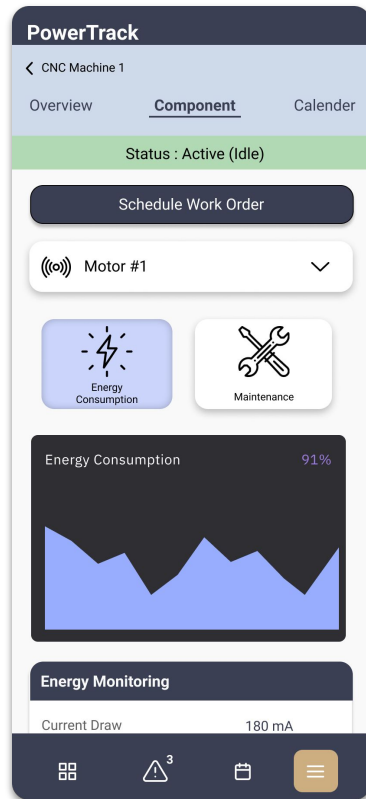 PowerTrack
CNC Machine 1
Overview Component Calender
Status : Active (Idle)
Schedule Work Order
Motor #1
Energy
Consumption
Maintenance
Energy Consumption 91%
Energy Monitoring
Current Draw 180 mA
3